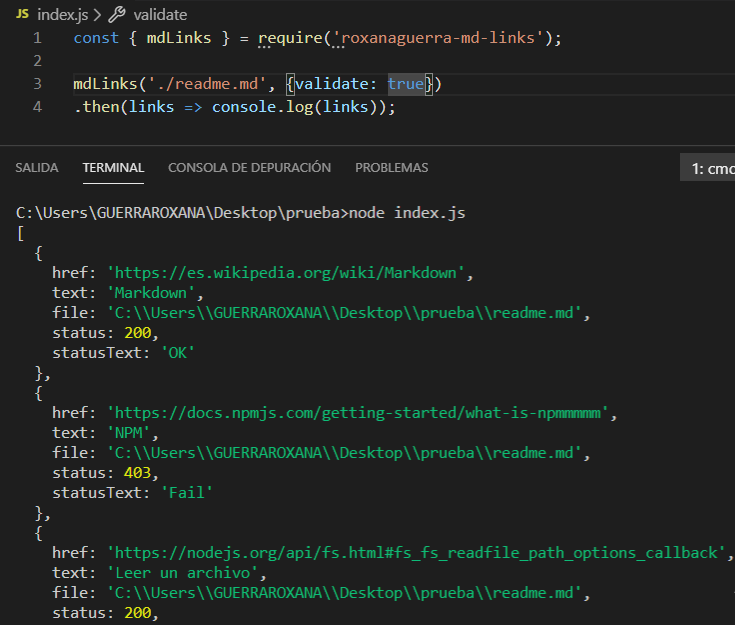 JS index.js > validate
1 const { mdLinks } = require('roxanaguerra-md-links');
2
3 mdLinks('./readme.md', {validate: true})
4 .then(links => console.log(links));
SALIDA TERMINAL CONSOLA DE DEPURACIÓN PROBLEMAS 1: cmd
C:\Users\GUERRAROXANA\Desktop\prueba>node index.js
[
{
href: 'https://es.wikipedia.org/wiki/Markdown',
text: 'Markdown',
file: 'C:\\Users\\GUERRAROXANA\\Desktop\\prueba\\readme.md',
status: 200,
statusText: 'OK'
},
{
href: 'https://docs.npmjs.com/getting-started/what-is-npmmmmm',
text: 'NPM',
file: 'C:\\Users\\GUERRAROXANA\\Desktop\\prueba\\readme.md',
status: 403,
statusText: 'Fail'
},
{
href: 'https://nodejs.org/api/fs.html#fs_fs_readfile_path_options_callback',
text: 'Leer un archivo',
file: 'C:\\Users\\GUERRAROXANA\\Desktop\\prueba\\readme.md',
status: 200,